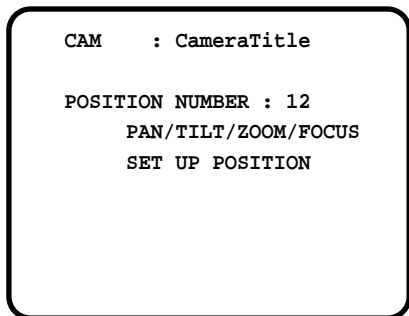 CAM : CameraTitle
POSITION NUMBER : 12
PAN/TILT/ZOOM/FOCUS
SET UP POSITION